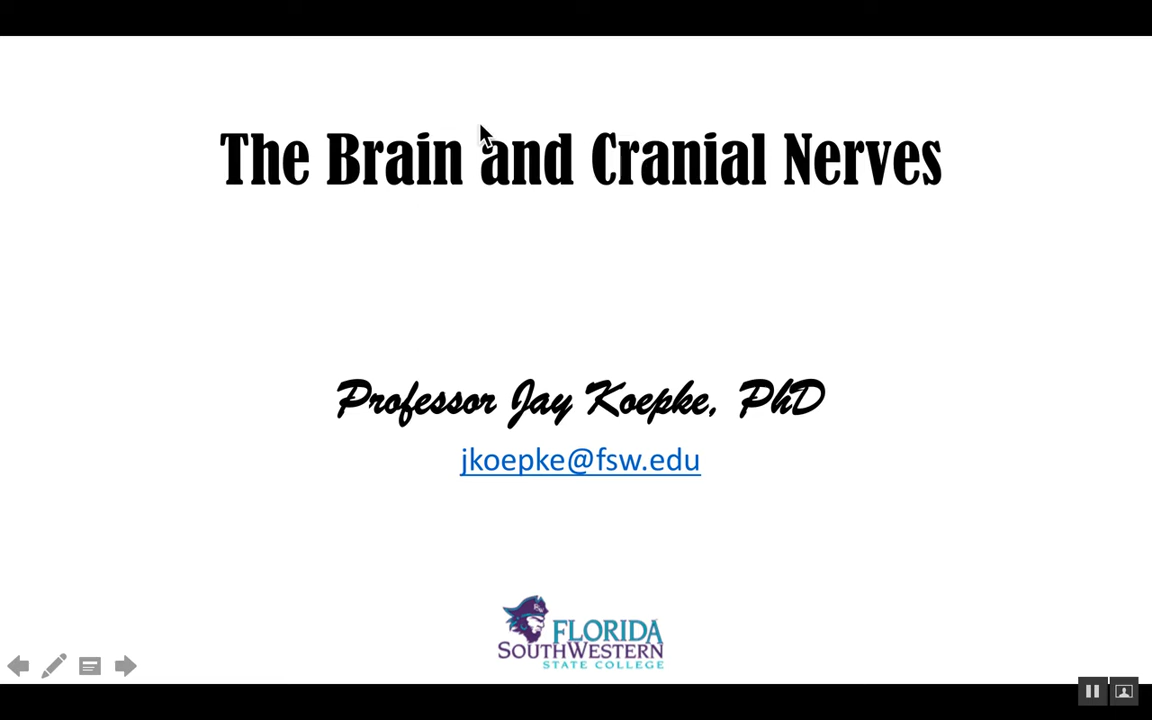 The Brain and Cranial Nerves
Professor Jay Koepke, PhD
jkoepke@fsw.edu
FLORIDA
SOUTHWESTERN
STATE COLLEGE